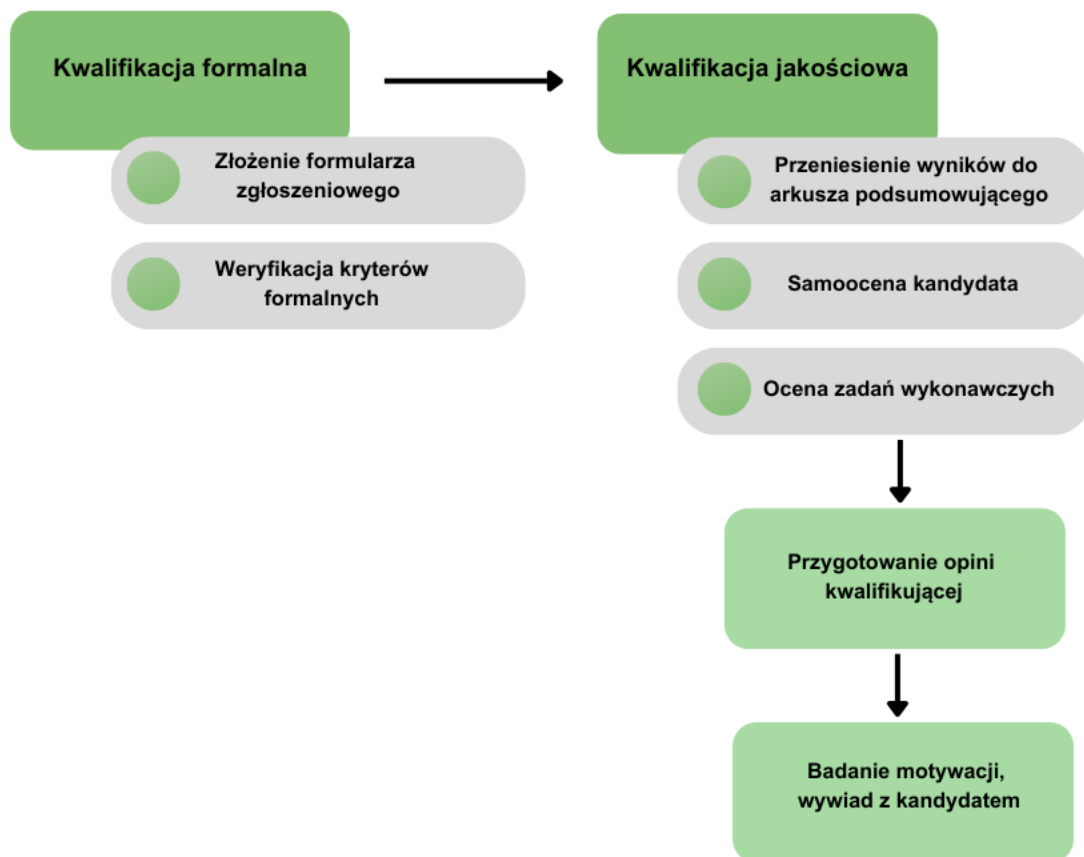 Kwalifikacja formalna
Złożenie formularza
zgłoszeniowego
Weryfikacja kryterów
formalnych
Kwalifikacja jakościowa
Przeniesienie wyników do
arkusza podsumowującego
Samoocena kandydata
Ocena zadań wykonawczych
Przygotowanie opini
kwalifikującej
Badanie motywacji,
wywiad z kandydatem